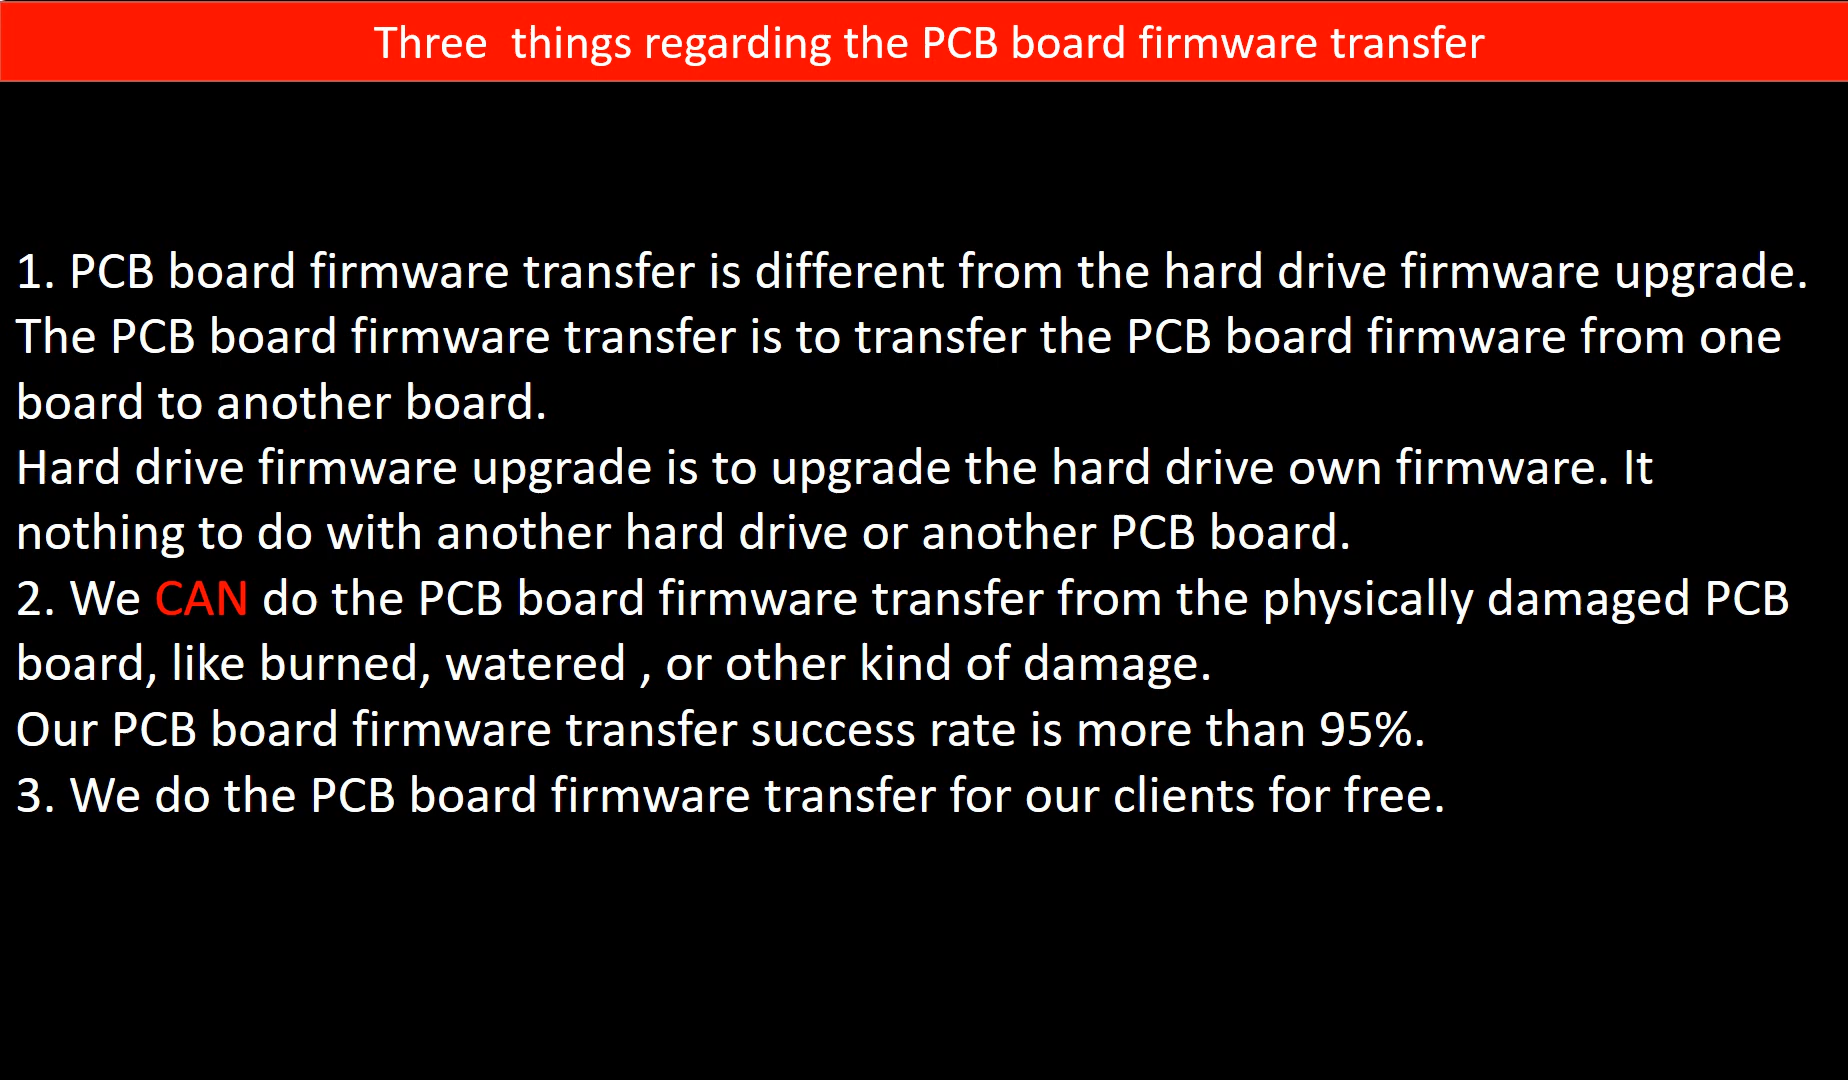 Three  things regarding the PCB board firmware transfer
1. PCB board firmware transfer is different from the hard drive firmware upgrade.
The PCB board firmware transfer is to transfer the PCB board firmware from one
board to another board.
Hard drive firmware upgrade is to upgrade the hard drive own firmware. It
nothing to do with another hard drive or another PCB board.
2. We CAN do the PCB board firmware transfer from the physically damaged PCB
board, like burned, watered , or other kind of damage.
Our PCB board firmware transfer success rate is more than 95%.
3. We do the PCB board firmware transfer for our clients for free.